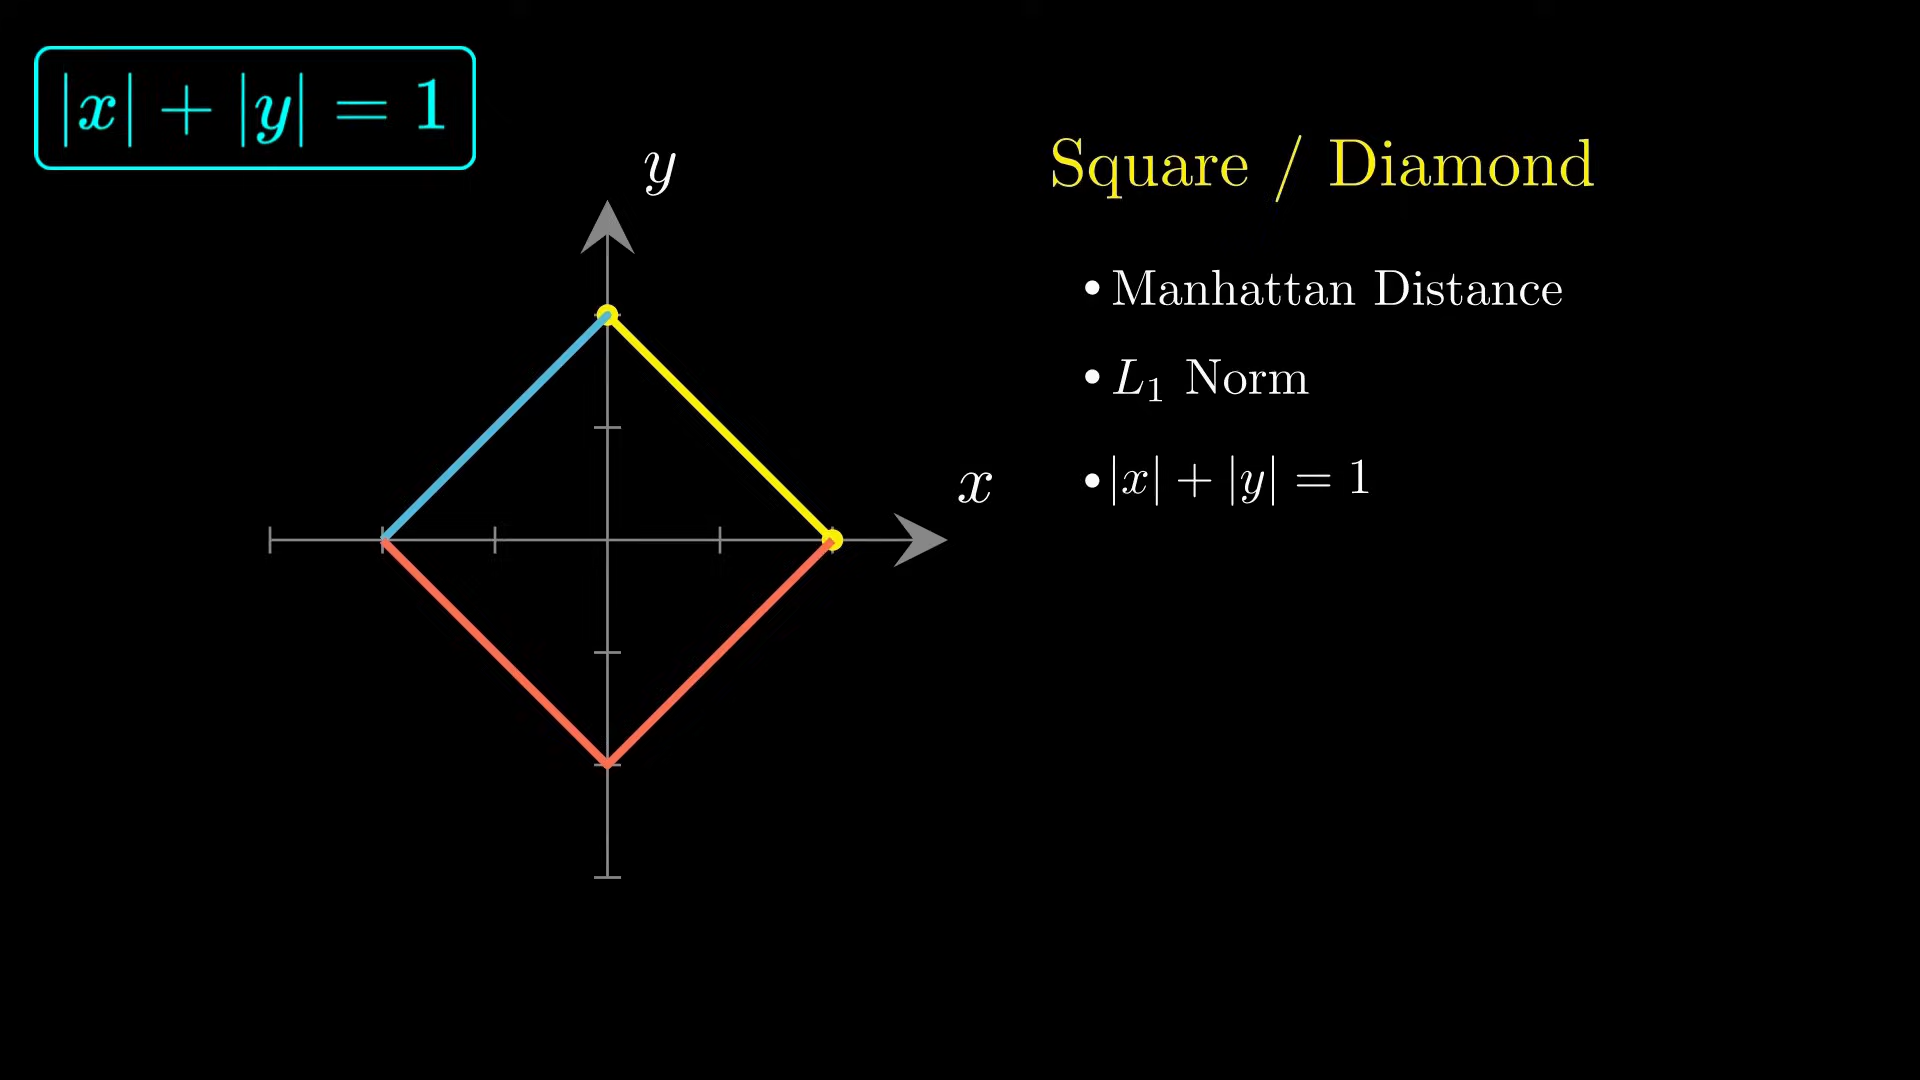 |x| + |y| = 1
y
x
Square / Diamond
• Manhattan Distance
• L₁ Norm
• |x| + |y| = 1